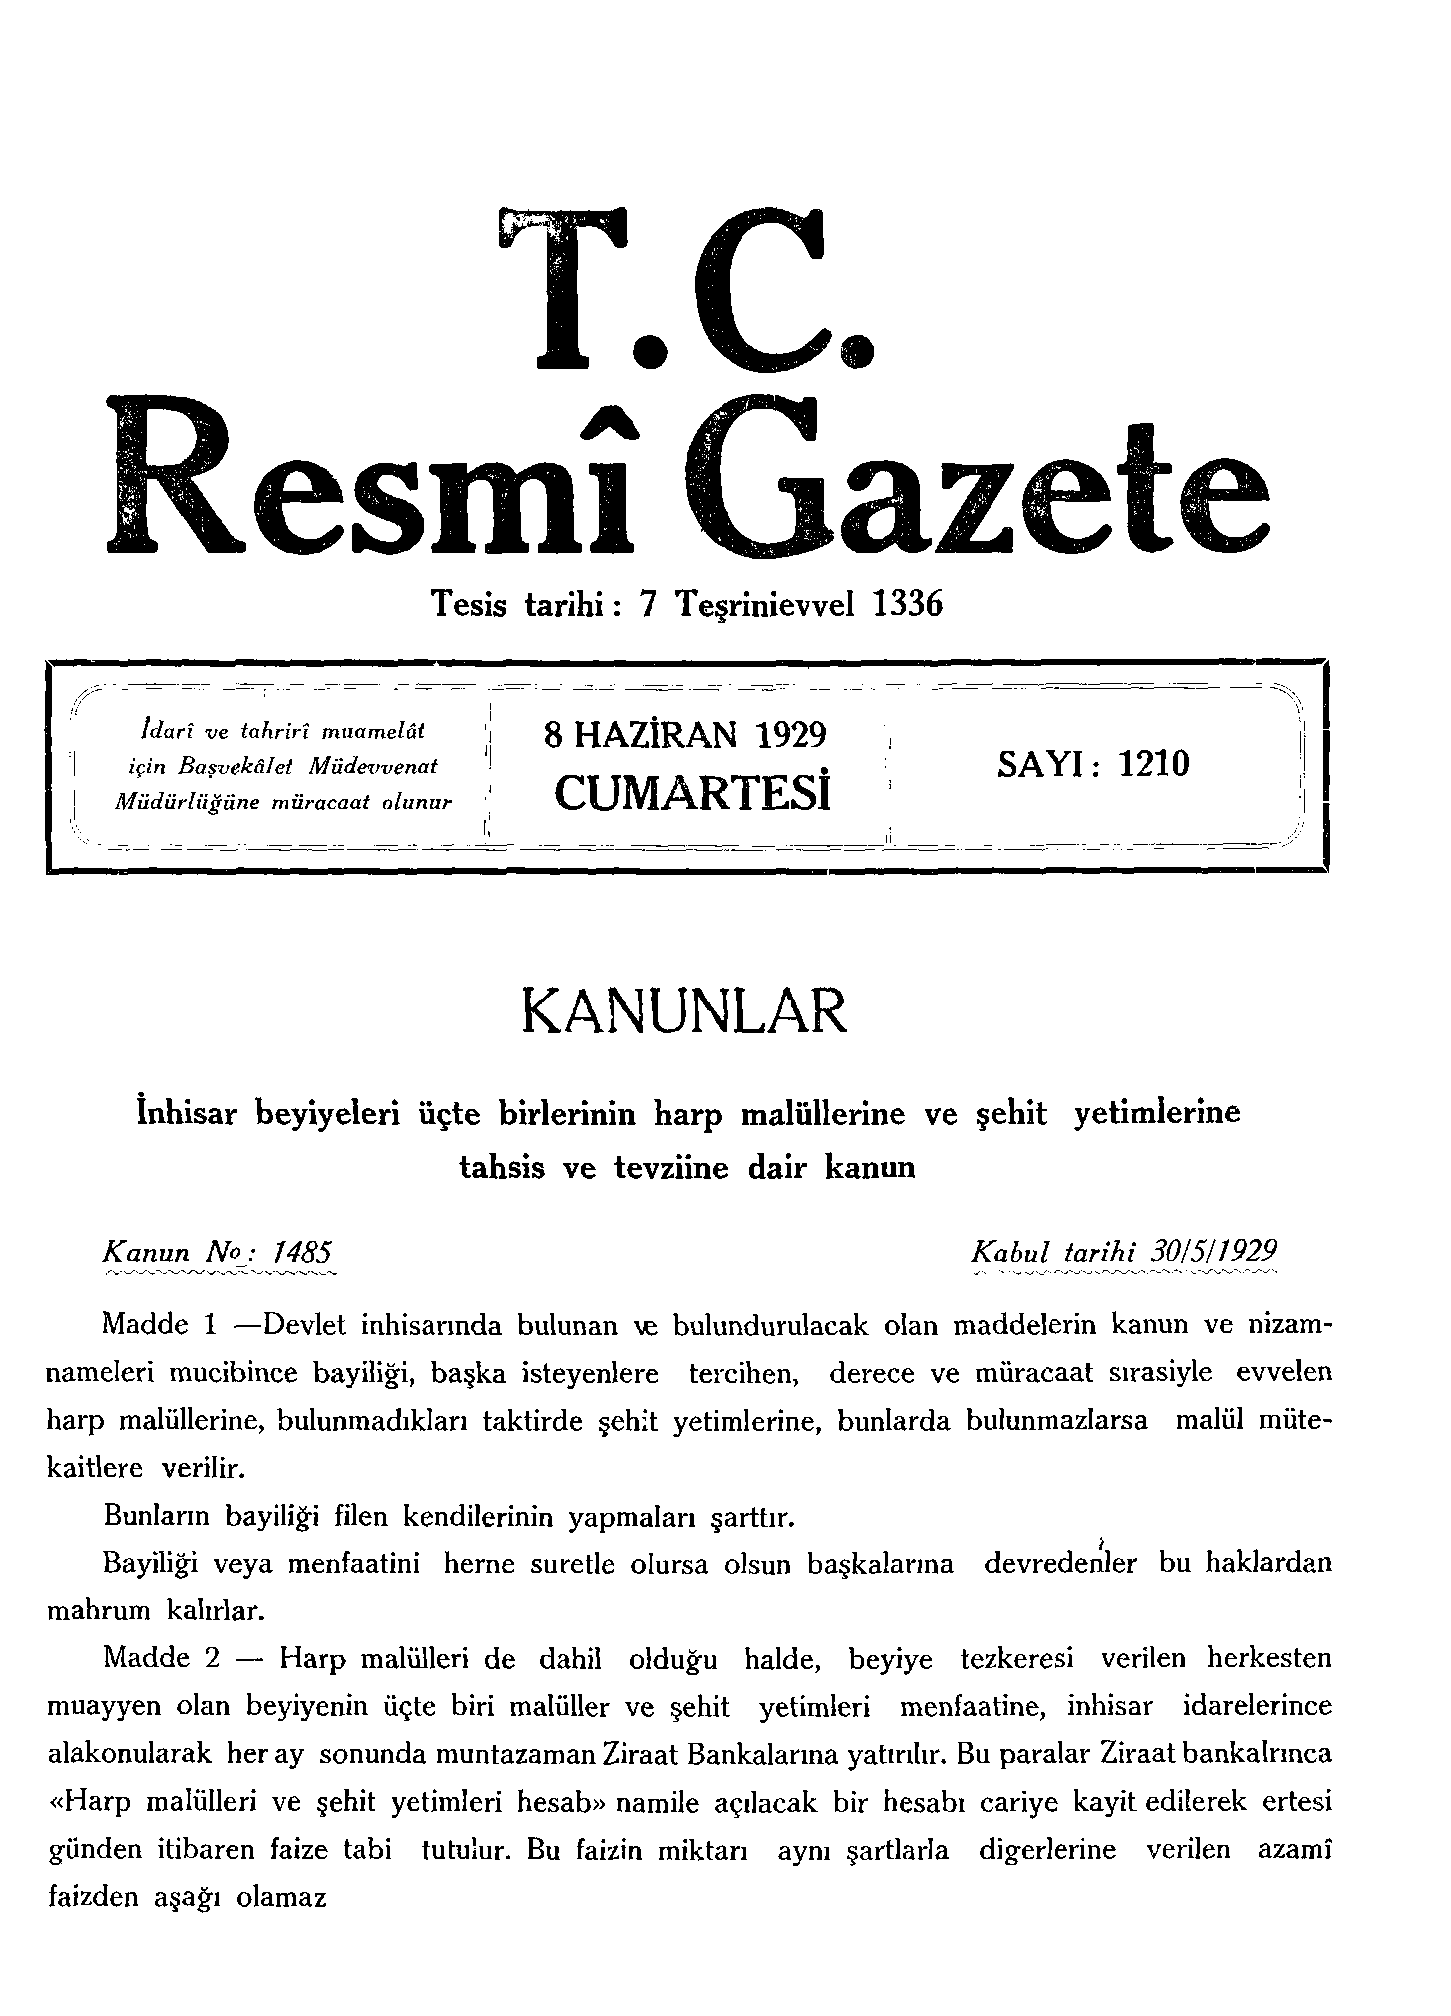 T.C.
Resmî Gazete
Tesis tarihi : 7 Teşrinievvel 1336
İdarî ve tahrirî muamelât
için Başvekâlet Müdevvenat
Müdürlüğüne müracaat olunur
8 HAZİRAN 1929
CUMARTESİ
SAYI : 1210
KANUNLAR
İnhisar beyiyeleri üçte birlerinin harp malüllerine ve şehit yetimlerine
tahsis ve tevziine dair kanun
Kanun No : 1485
Kabul tarihi 30/5/1929
Madde 1 —Devlet inhisarında bulunan ve bulundurulacak olan maddelerin kanun ve nizam-
nameleri mucibince bayiliği, başka isteyenlere tercihen, derece ve müracaat sırasiyle evvelen
harp malüllerine, bulunmadıkları taktirde şehit yetimlerine, bunlarda bulunmazlarsa malül müte-
kaitlere verilir.
Bunların bayiliği filen kendilerinin yapmaları şarttır.
Bayiliği veya menfaatini herne suretle olursa olsun başkalarına devredenler bu haklardan
mahrum kalırlar.
Madde 2 — Harp malülleri de dahil olduğu halde, beyiye tezkeresi verilen herkesten
muayyen olan beyiyenin üçte biri malüller ve şehit yetimleri menfaatine, inhisar idarelerince
alakonularak her ay sonunda muntazaman Ziraat Bankalarına yatırılır. Bu paralar Ziraat bankalrınca
«Harp malülleri ve şehit yetimleri hesab» namile açılacak bir hesabı cariye kayit edilerek ertesi
günden itibaren faize tabi tutulur. Bu faizin miktarı aynı şartlarla digerlerine verilen azamî
faizden aşağı olamaz